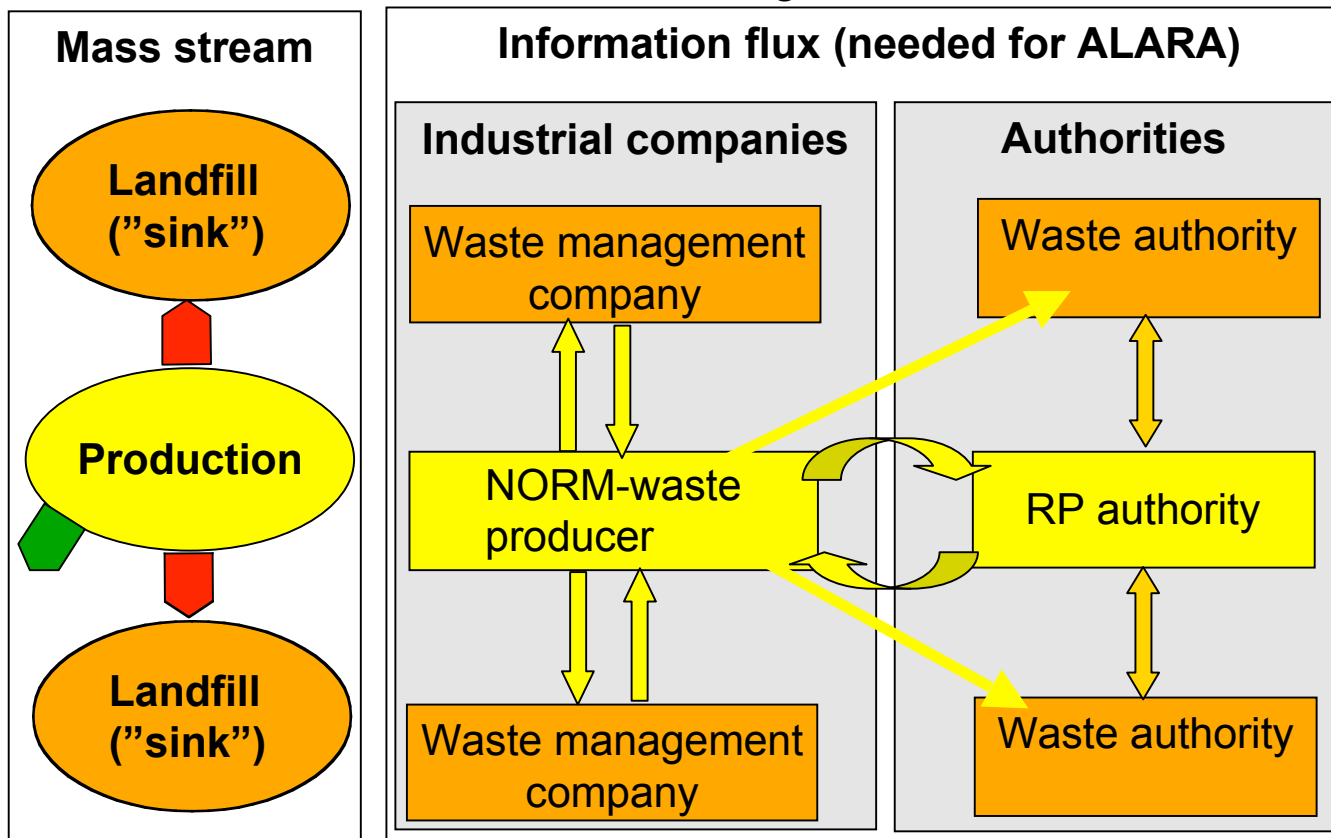 Mass stream
Landfill
(”sink”)
Production
Landfill
(”sink”)
Information flux (needed for ALARA)
Industrial companies
Waste management
company
NORM-waste
producer
Waste management
company
Authorities
Waste authority
RP authority
Waste authority